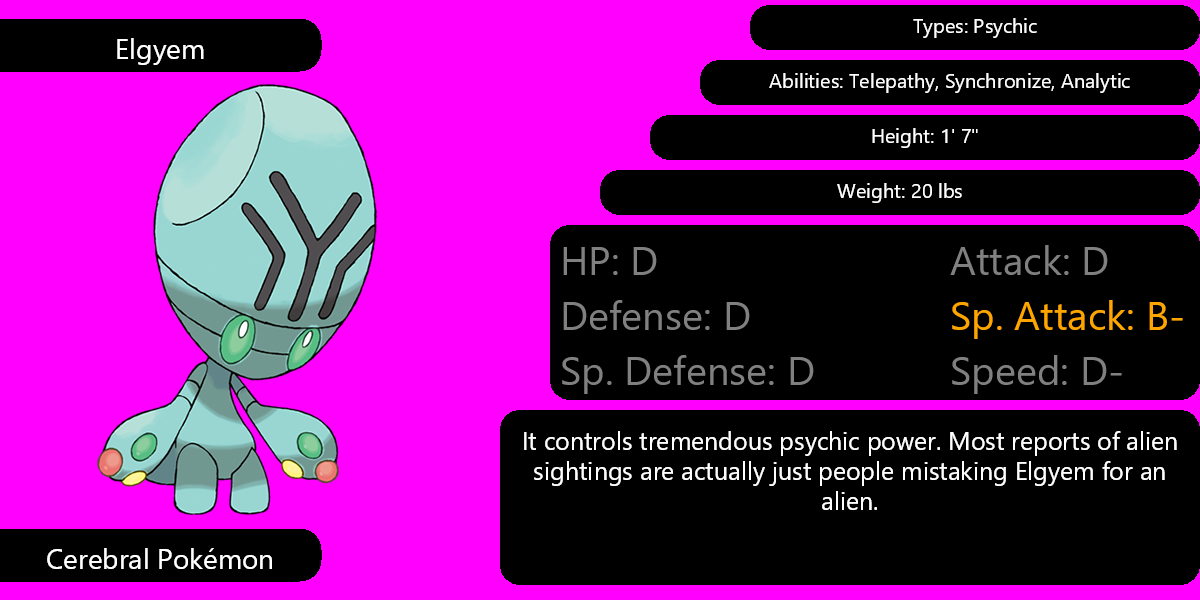 Elgyem
Types: Psychic
Abilities: Telepathy, Synchronize, Analytic
Height: 1' 7"
Weight: 20 lbs
HP: D
Attack: D
Defense: D
Sp. Attack: B-
Sp. Defense: D
Speed: D-
It controls tremendous psychic power. Most reports of alien
sightings are actually just people mistaking Elgyem for an
alien.
Cerebral Pokémon